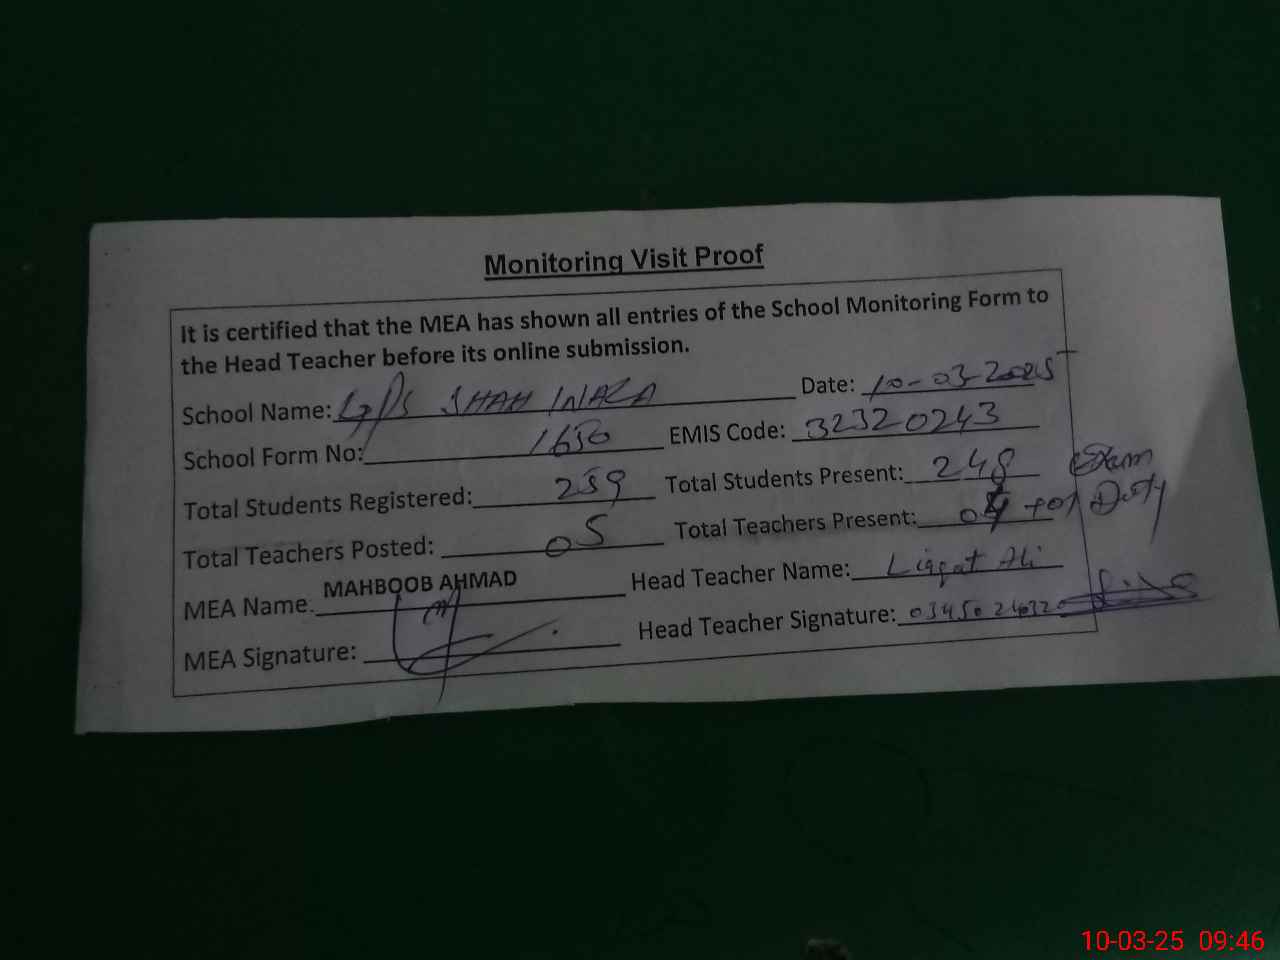 Monitoring Visit Proof
It is certified that the MEA has shown all entries of the School Monitoring Form to
the Head Teacher before its online submission.
School Name: GPS SHAH WALA Date: 10-03-2025
School Form No: 1650 EMIS Code: 32320243
Total Students Registered: 259 Total Students Present: 248 Exam
Total Teachers Posted: 05 Total Teachers Present: 04 +01 Duty
MEA Name: MAHBOOB AHMAD Head Teacher Name: Liaqat Ali
MEA Signature: Head Teacher Signature: 03450240320
10-03-25 09:46